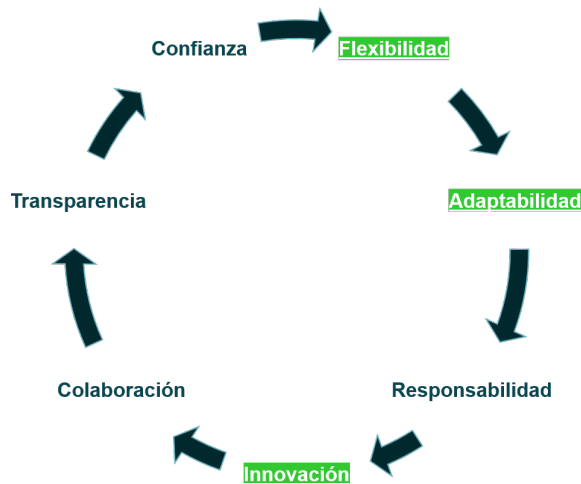 Confianza
Flexibilidad
Transparencia
Adaptabilidad
Colaboración
Responsabilidad
Innovación